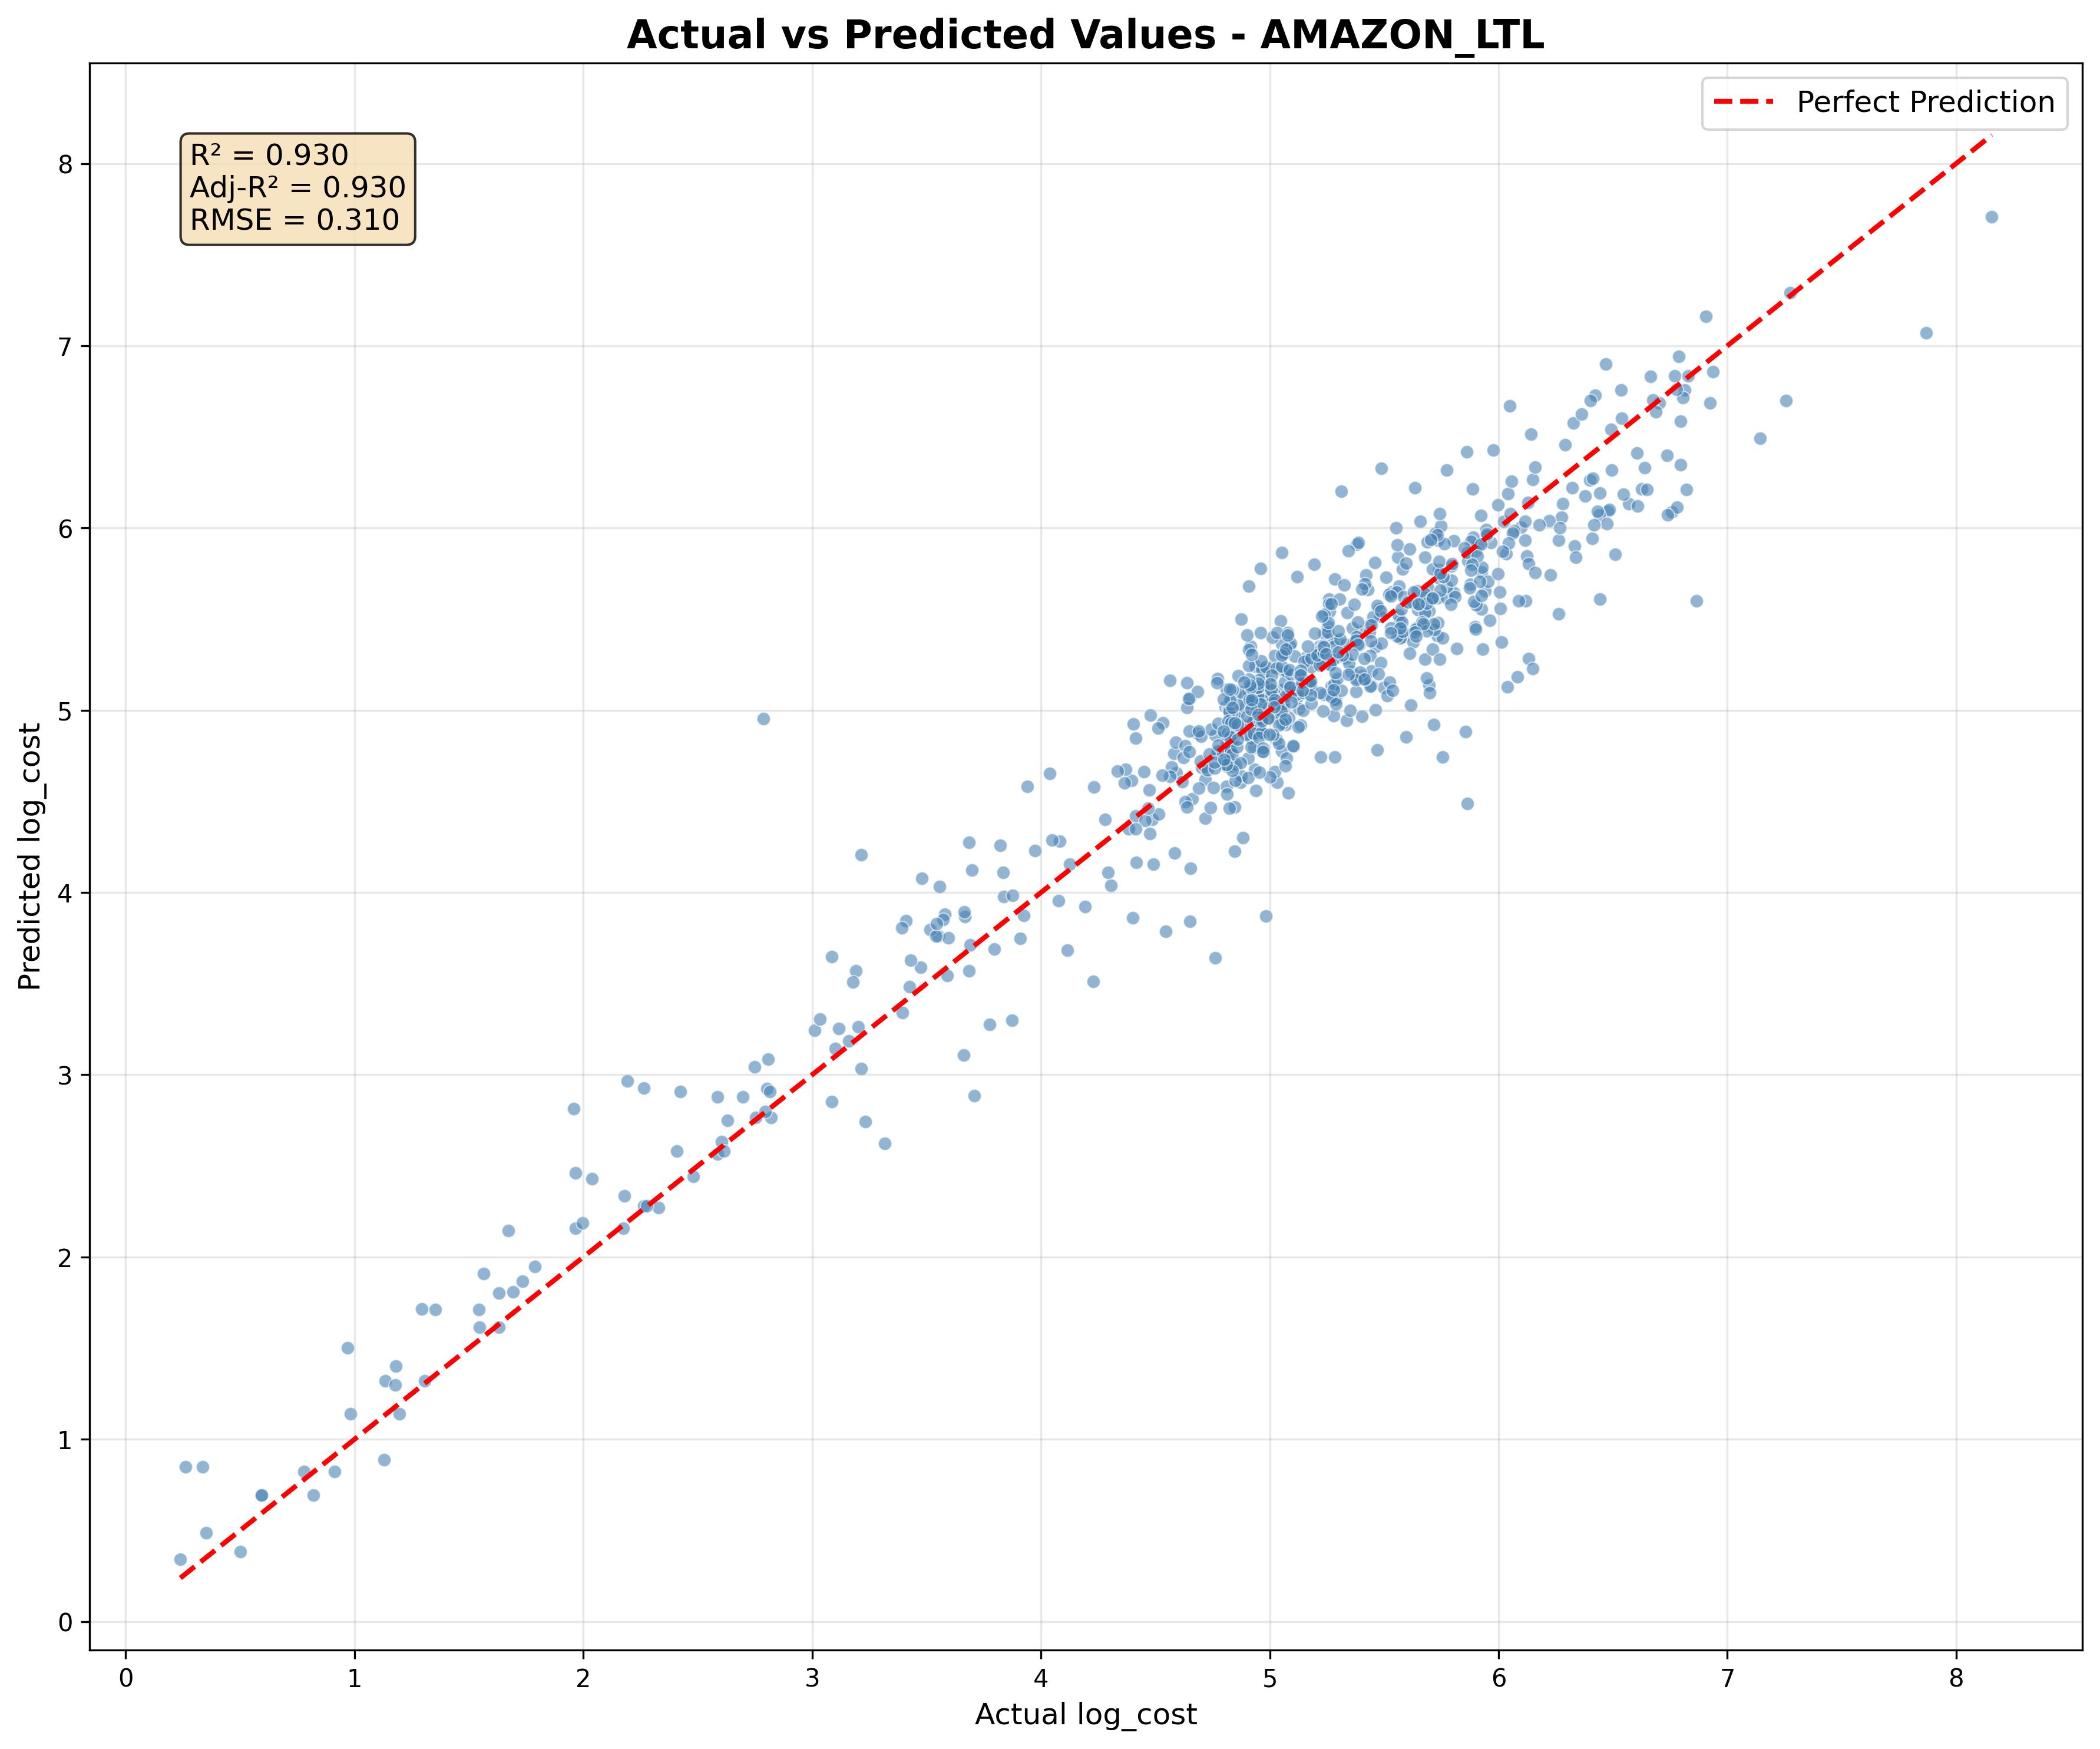 Actual vs Predicted Values - AMAZON_LTL
Perfect Prediction
R² = 0.930
Adj-R² = 0.930
RMSE = 0.310
Predicted log_cost
8
7
6
5
4
3
2
1
0
0 1 2 3 4 5 6 7 8
Actual log_cost